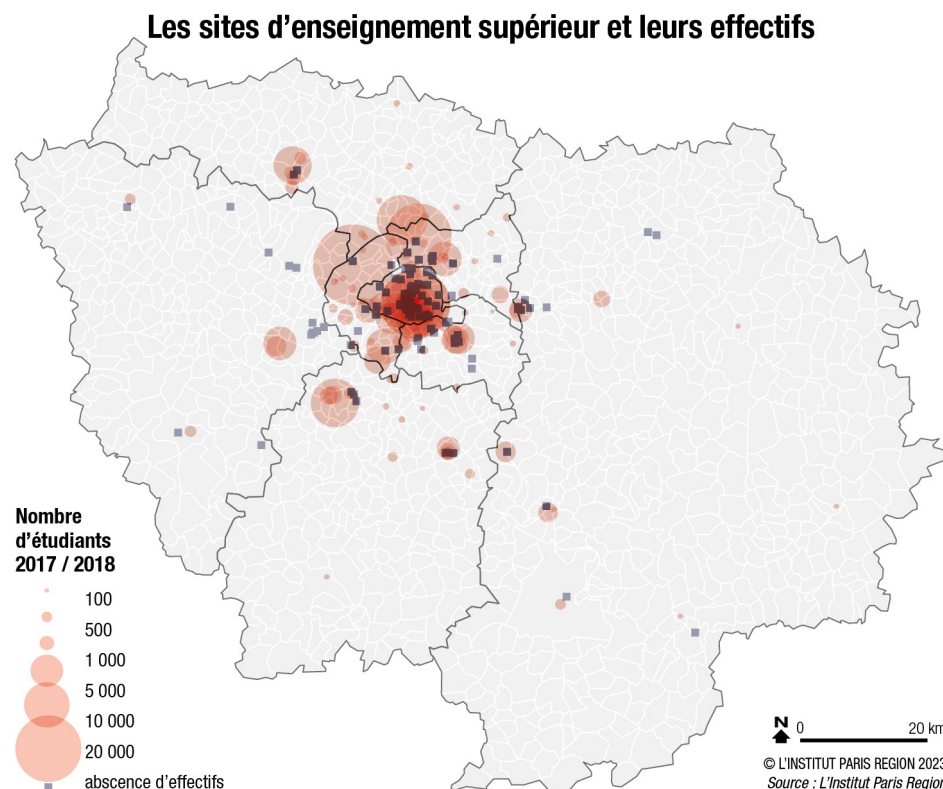 Les sites d’enseignement supérieur et leurs effectifs
Nombre
d’étudiants
2017 / 2018
100
500
1 000
5 000
10 000
20 000
abscence d’effectifs
N
0 20 km
© L’INSTITUT PARIS REGION 2023
Source : L’Institut Paris Region